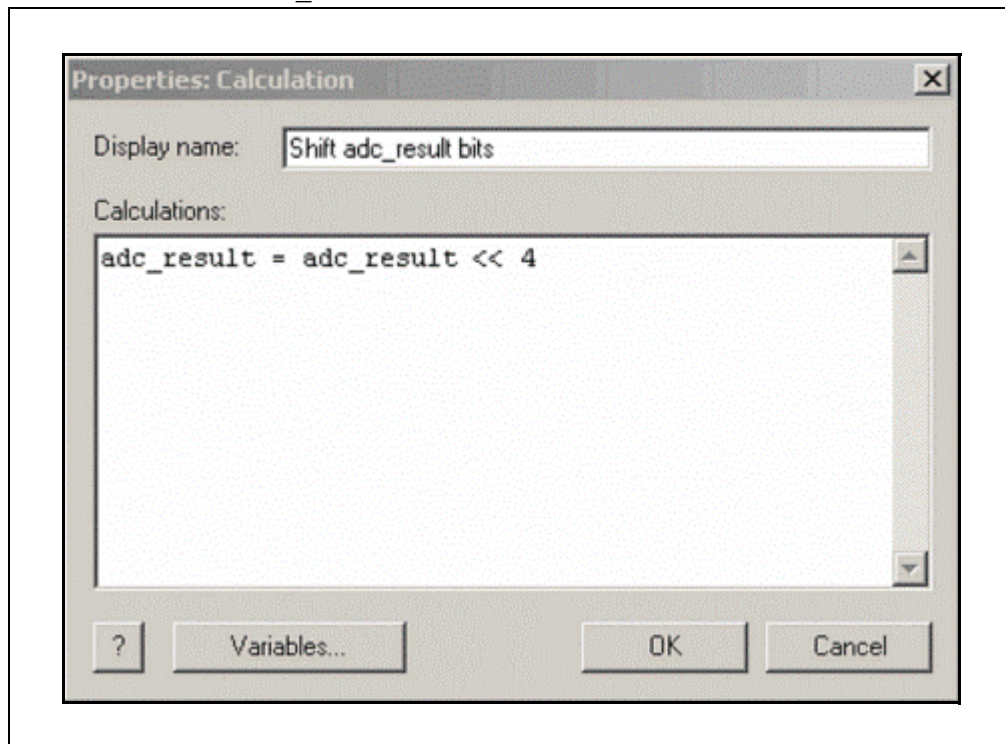 Properties: Calculation
Display name: Shift adc_result bits
Calculations:
adc_result = adc_result << 4
? Variables... OK Cancel